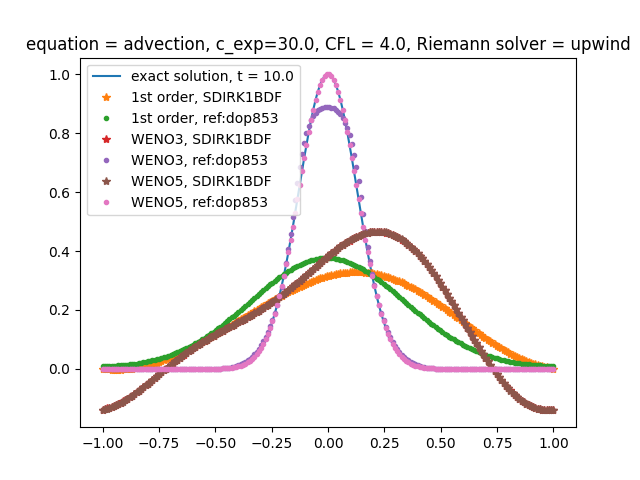 equation = advection, c_exp=30.0, CFL = 4.0, Riemann solver = upwind
exact solution, t = 10.0
1st order, SDIRK1BDF
1st order, ref:dop853
WENO3, SDIRK1BDF
WENO3, ref:dop853
WENO5, SDIRK1BDF
WENO5, ref:dop853
1.0
0.8
0.6
0.4
0.2
0.0
−1.00 −0.75 −0.50 −0.25 0.00 0.25 0.50 0.75 1.00